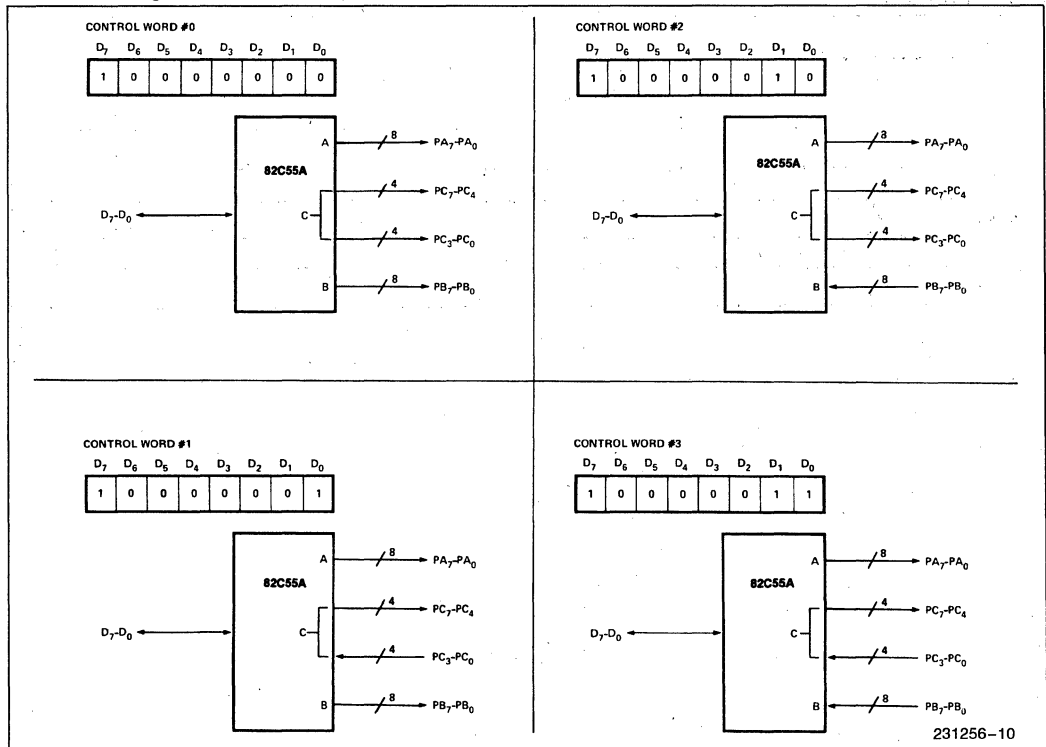 CONTROL WORD #0
D7 D6 D5 D4 D3 D2 D1 D0
1 0 0 0 0 0 0 0
82C55A
A
8
PA7-PA0
4
PC7-PC4
D7-D0
C
4
PC3-PC0
B
8
PB7-PB0
CONTROL WORD #2
D7 D6 D5 D4 D3 D2 D1 D0
1 0 0 0 0 0 1 0
82C55A
A
8
PA7-PA0
4
PC7-PC4
D7-D0
C
4
PC3-PC0
B
8
PB7-PB0
CONTROL WORD #1
D7 D6 D5 D4 D3 D2 D1 D0
1 0 0 0 0 0 0 1
82C55A
A
8
PA7-PA0
4
PC7-PC4
D7-D0
C
4
PC3-PC0
B
8
PB7-PB0
CONTROL WORD #3
D7 D6 D5 D4 D3 D2 D1 D0
1 0 0 0 0 0 1 1
82C55A
A
8
PA7-PA0
4
PC7-PC4
D7-D0
C
4
PC3-PC0
B
8
PB7-PB0
231256-10